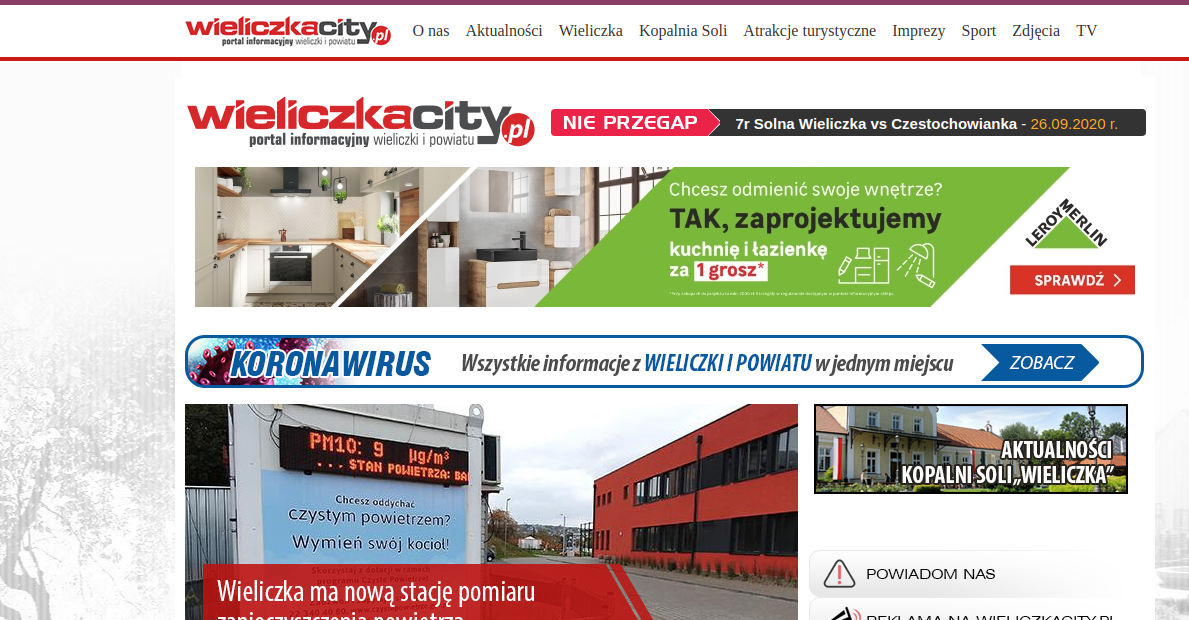 wieliczkacity.pl
portal informacyjny wieliczki i powiatu
O nas Aktualności Wieliczka Kopalnia Soli Atrakcje turystyczne Imprezy Sport Zdjęcia TV
wieliczkacity.pl
portal informacyjny wieliczki i powiatu
NIE PRZEGAP
7r Solna Wieliczka vs Czestochowianka - 26.09.2020 r.
Chcesz odmienić swoje wnętrze?
TAK, zaprojektujemy
kuchnię i łazienkę
za 1 grosz*
LEROY MERLIN
SPRAWDŹ
KORONAWIRUS
Wszystkie informacje z WIELICZKI I POWIATU w jednym miejscu
ZOBACZ
PM10: 9 µg/m³
... STAN POWIETRZA:
Chcesz oddychać
czystym powietrzem?
Wymień swój kocioł!
Wieliczka ma nową stację pomiaru
zanieczyszczenia powietrza
AKTUALNOŚCI
KOPALNI SOLI „WIELICZKA”
POWIADOM NAS
REKLAMA NA WIELICZKACITY.PL